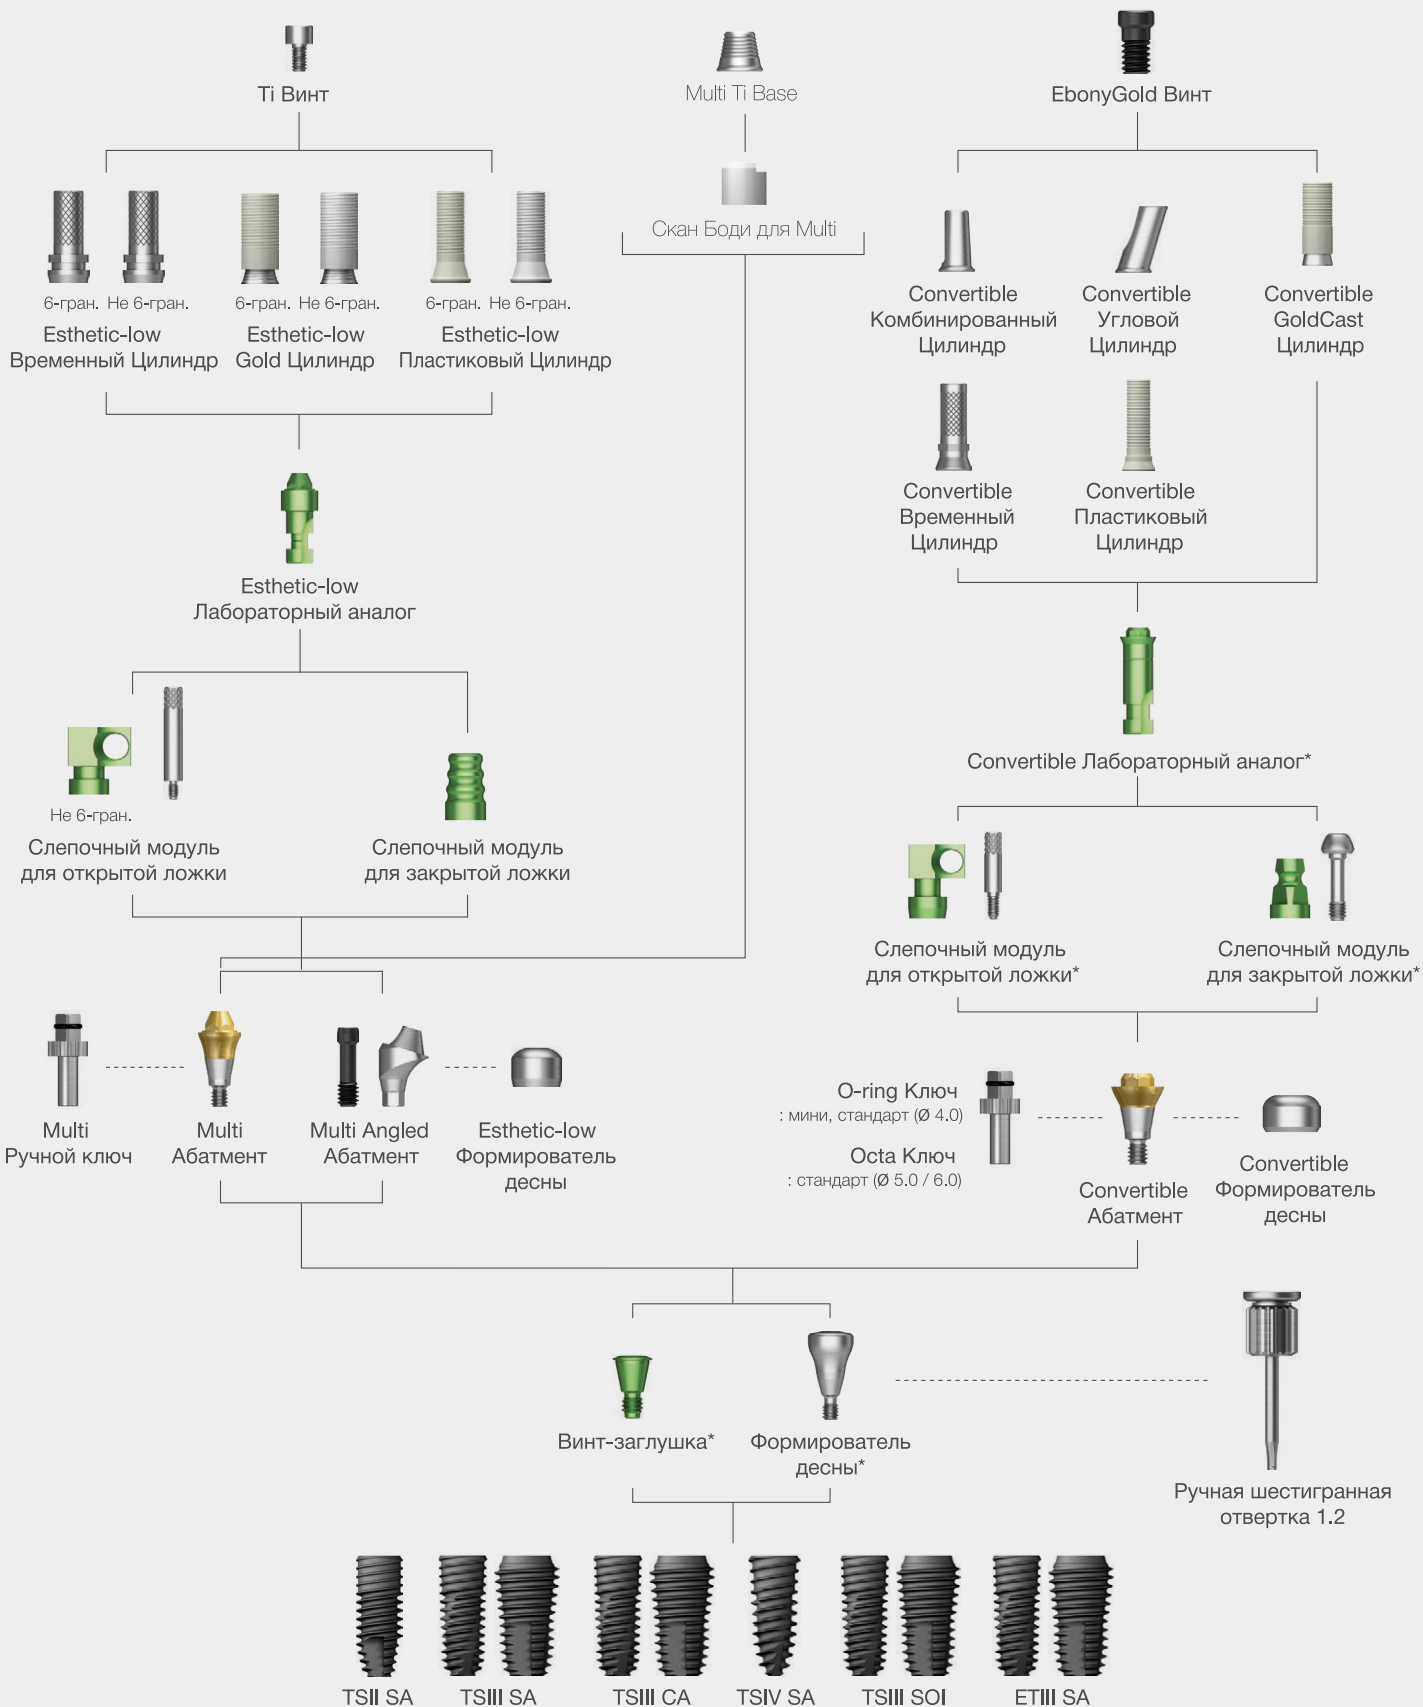 Ti Винт
Multi Ti Base
EbonyGold Винт
Скан Боди для Multi
6-гран. Не 6-гран.
Esthetic-low
Временный Цилиндр
6-гран. Не 6-гран.
Esthetic-low
Gold Цилиндр
6-гран. Не 6-гран.
Esthetic-low
Пластиковый Цилиндр
Convertible
Комбинированный
Цилиндр
Convertible
Угловой
Цилиндр
Convertible
GoldCast
Цилиндр
Convertible
Временный
Цилиндр
Convertible
Пластиковый
Цилиндр
Esthetic-low
Лабораторный аналог
Convertible Лабораторный аналог*
Не 6-гран.
Слепочный модуль
для открытой ложки
Слепочный модуль
для закрытой ложки
Слепочный модуль
для открытой ложки*
Слепочный модуль
для закрытой ложки*
Multi
Ручной ключ
Multi
Абатмент
Multi Angled
Абатмент
Esthetic-low
Формирователь
десны
O-ring Ключ
: мини, стандарт (Ø 4.0)
Octa Ключ
: стандарт (Ø 5.0 / 6.0)
Convertible
Абатмент
Convertible
Формирователь
десны
Винт-заглушка*
Формирователь
десны*
Ручная шестигранная
отвертка 1.2
TSII SA
TSIII SA
TSIII CA
TSIV SA
TSIII SOI
ETIII SA